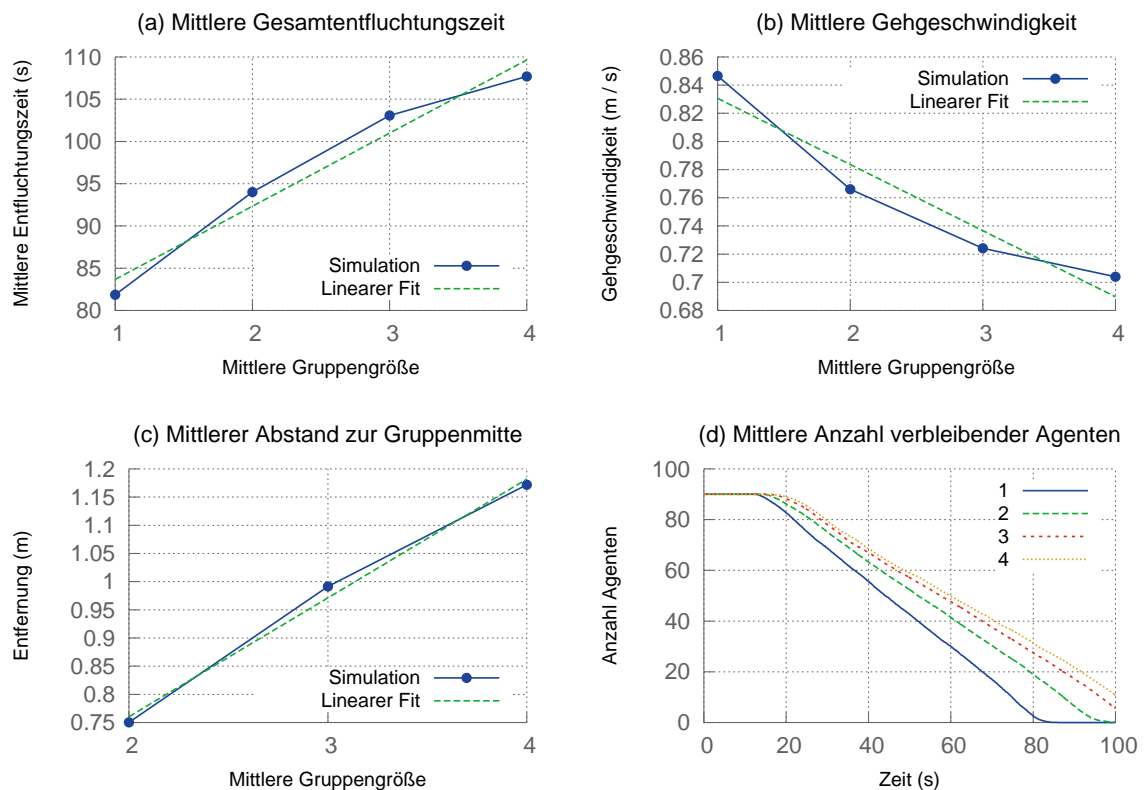 (a) Mittlere Gesamtentfluchtungszeit
Mittlere Entfluchtungszeit (s)
110
105
100
95
90
85
80
Simulation
Linearer Fit
1 2 3 4
Mittlere Gruppengröße
(b) Mittlere Gehgeschwindigkeit
Gehgeschwindigkeit (m / s)
0.86
0.84
0.82
0.8
0.78
0.76
0.74
0.72
0.7
0.68
Simulation
Linearer Fit
1 2 3 4
Mittlere Gruppengröße
(c) Mittlerer Abstand zur Gruppenmitte
Entfernung (m)
1.2
1.15
1.1
1.05
1
0.95
0.9
0.85
0.8
0.75
Simulation
Linearer Fit
2 3 4
Mittlere Gruppengröße
(d) Mittlere Anzahl verbleibender Agenten
Anzahl Agenten
100
80
60
40
20
0
1
2
3
4
0 20 40 60 80 100
Zeit (s)